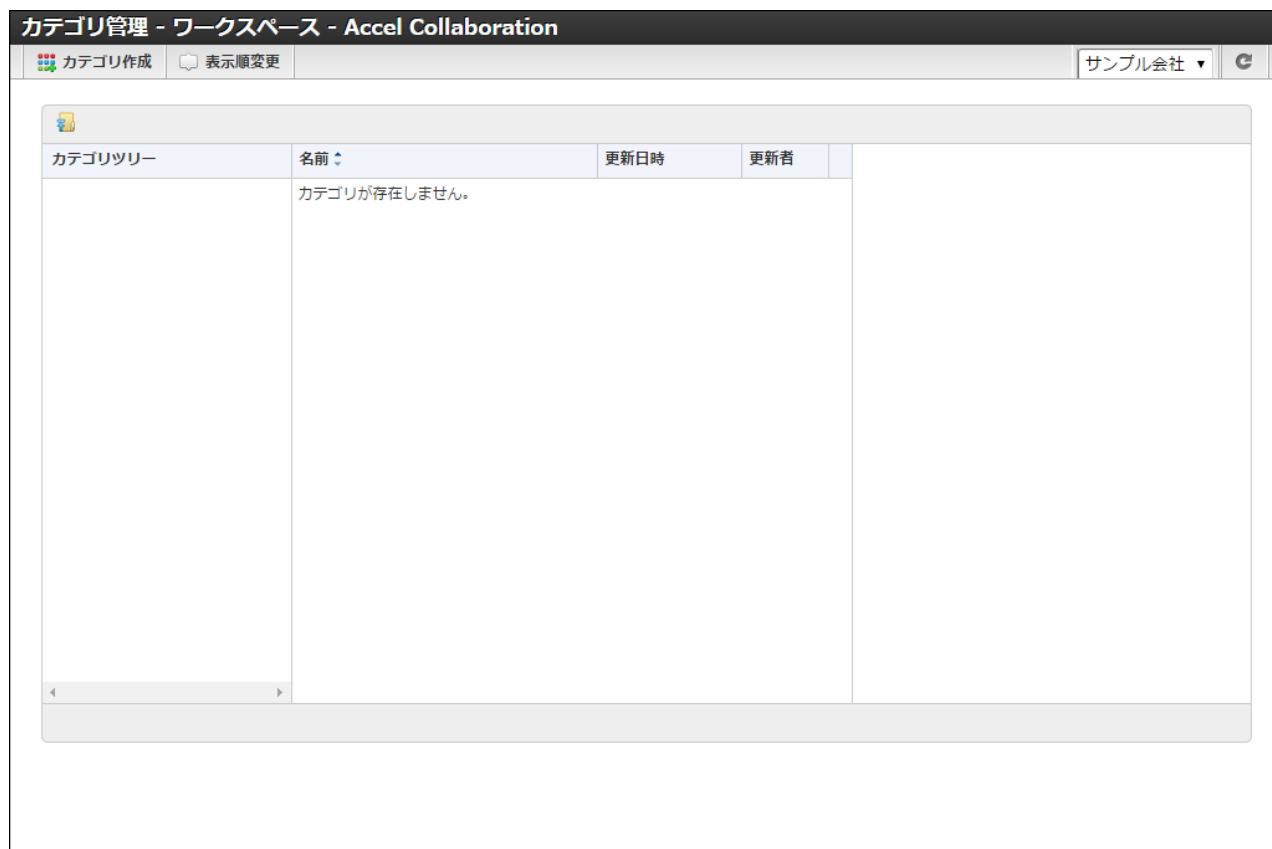 カテゴリ管理 - ワークスペース - Accel Collaboration
カテゴリ作成 表示順変更 サンプル会社
カテゴリツリー 名前 更新日時 更新者
カテゴリが存在しません。